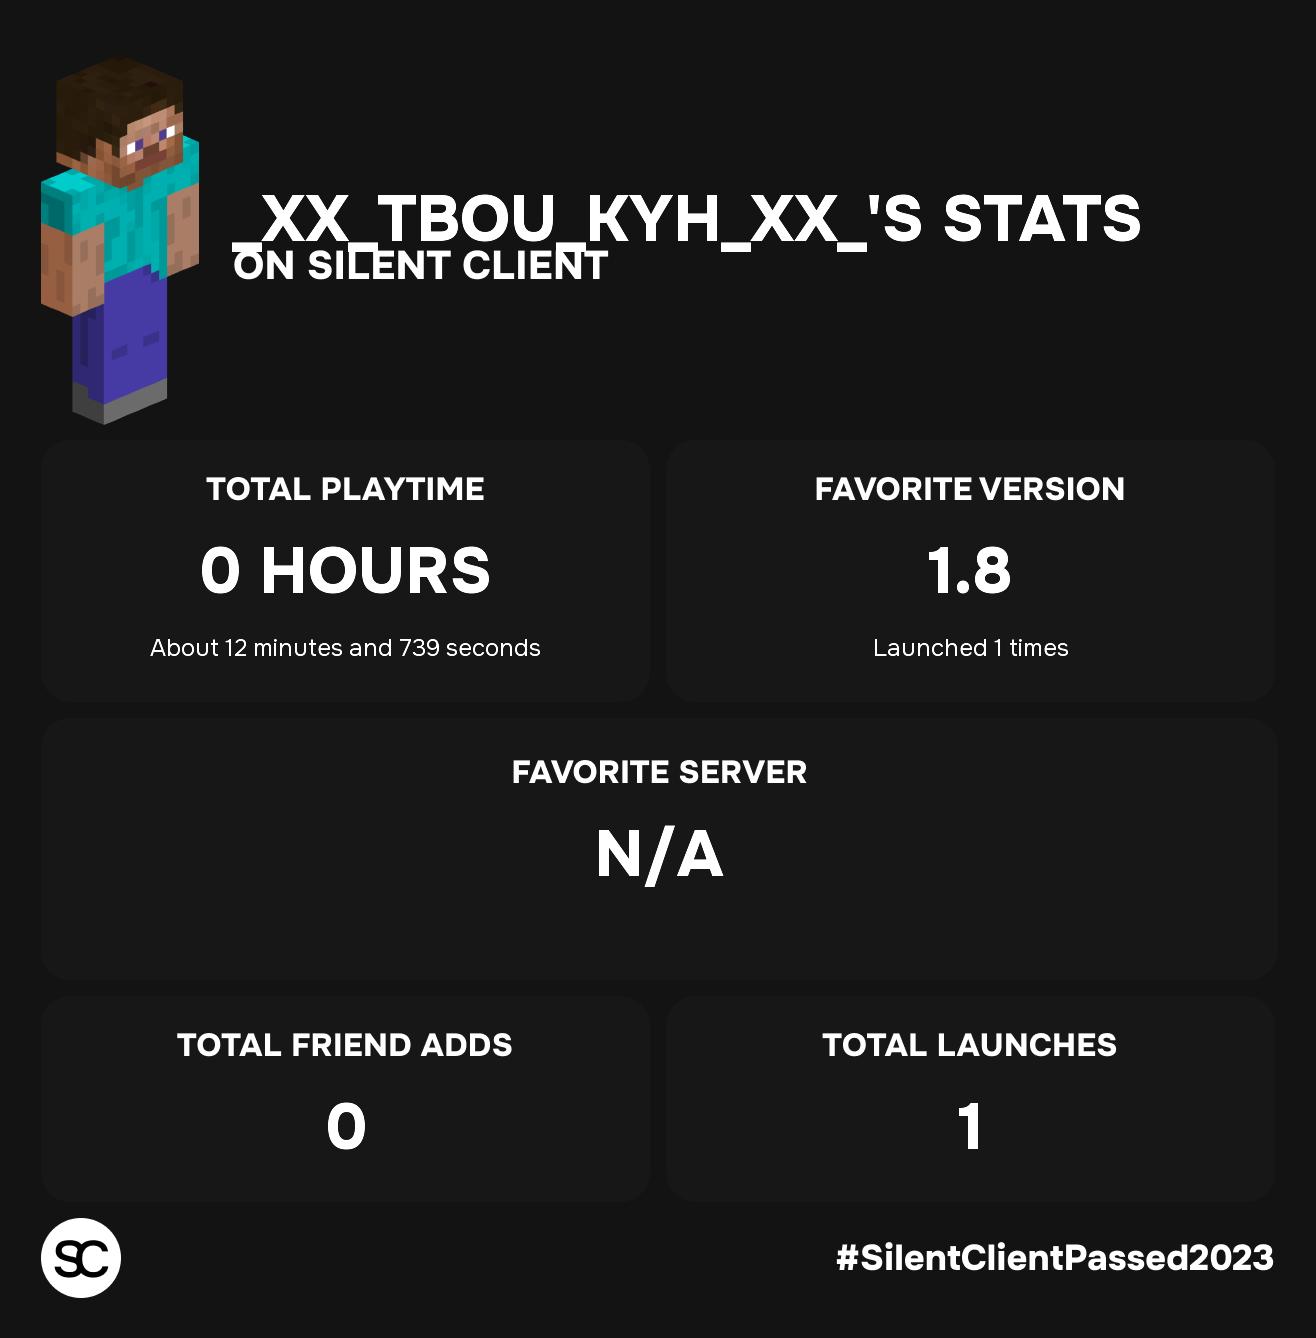 _XX_TBOU_KYH_XX_'S STATS
ON SILENT CLIENT
TOTAL PLAYTIME
0 HOURS
About 12 minutes and 739 seconds
FAVORITE VERSION
1.8
Launched 1 times
FAVORITE SERVER
N/A
TOTAL FRIEND ADDS
0
TOTAL LAUNCHES
1
SC
#SilentClientPassed2023